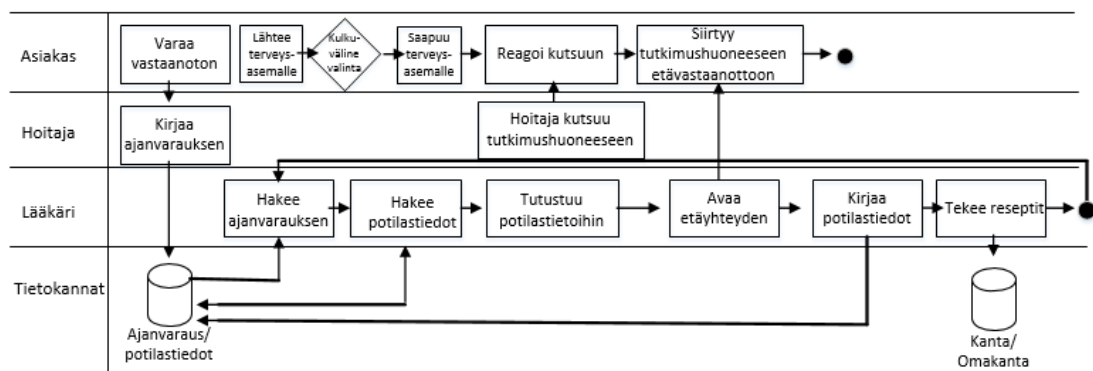 Asiakas
Varaa
vastaanoton
Lähtee
terveys-
asemalle
Kulku-
väline
valinta
Saapuu
terveys-
asemalle
Reagoi kutsuun
Siirtyy
tutkimushuoneeseen
etävastaanottoon
Hoitaja
Kirjaa
ajanvarauksen
Hoitaja kutsuu
tutkimushuoneeseen
Lääkäri
Hakee
ajanvarauksen
Hakee
potilastiedot
Tutustuu
potilastietoihin
Avaa
etäyhteyden
Kirjaa
potilastiedot
Tekee reseptit
Tietokannat
Ajanvaraus/
potilastiedot
Kanta/
Omakanta